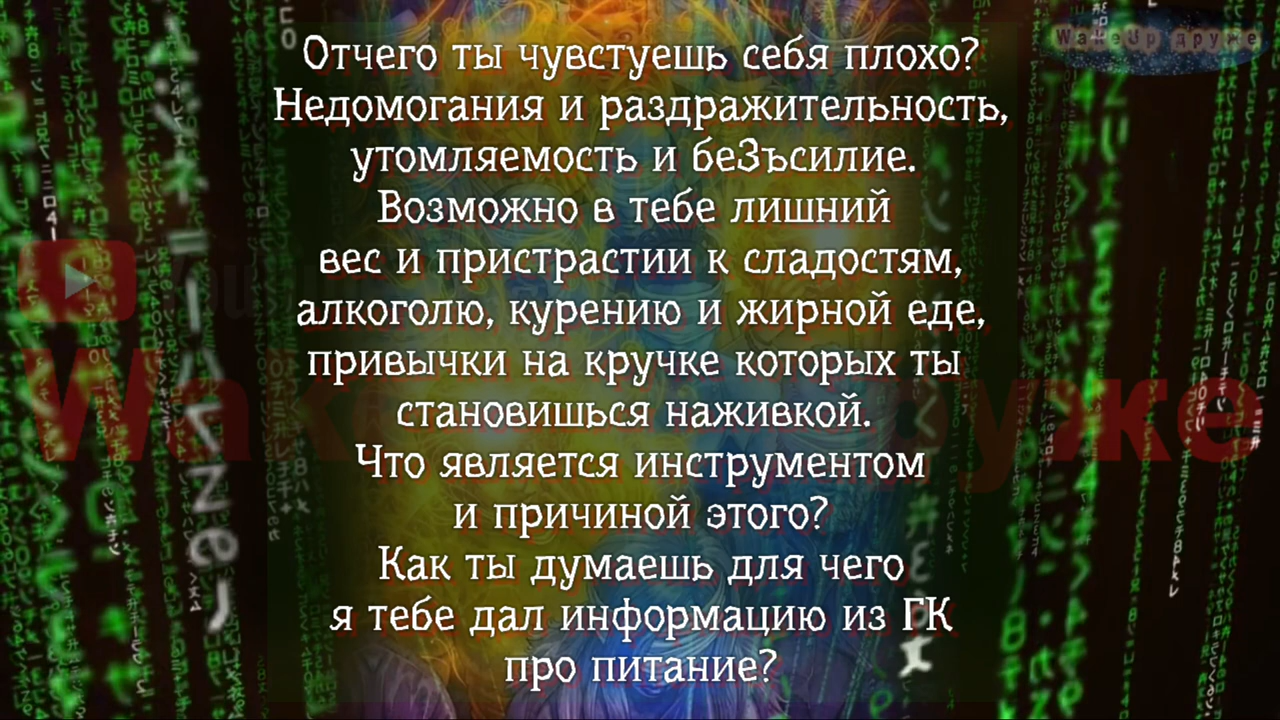 WakeUp друже
Отчего ты чувстуешь себя плохо?
Недомогания и раздражительность,
утомляемость и беЗъсилие.
Возможно в тебе лишний
вес и пристрастии к сладостям,
алкоголю, курению и жирной еде,
привычки на кручке которых ты
становишься наживкой.
Что является инструментом
и причиной этого?
Как ты думаешь для чего
я тебе дал информацию из ГК
про питание?